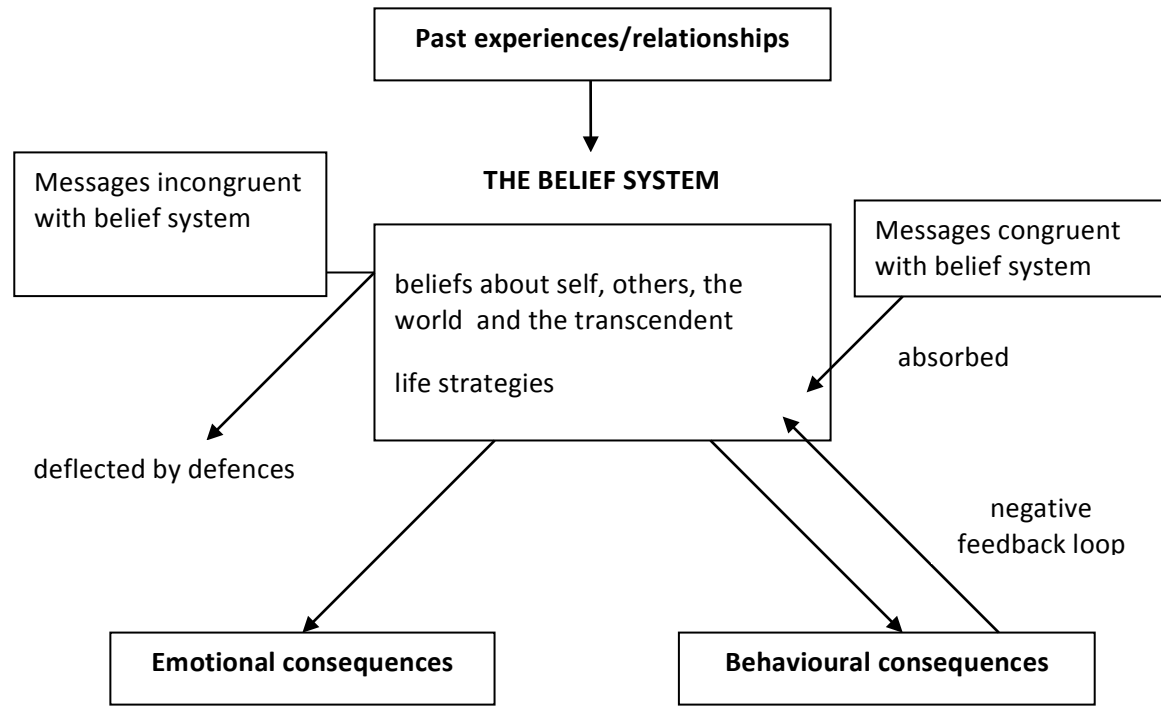 Past experiences/relationships
THE BELIEF SYSTEM
Messages incongruent
with belief system
beliefs about self, others, the
world and the transcendent
life strategies
Messages congruent
with belief system
absorbed
deflected by defences
negative
feedback loop
Emotional consequences
Behavioural consequences